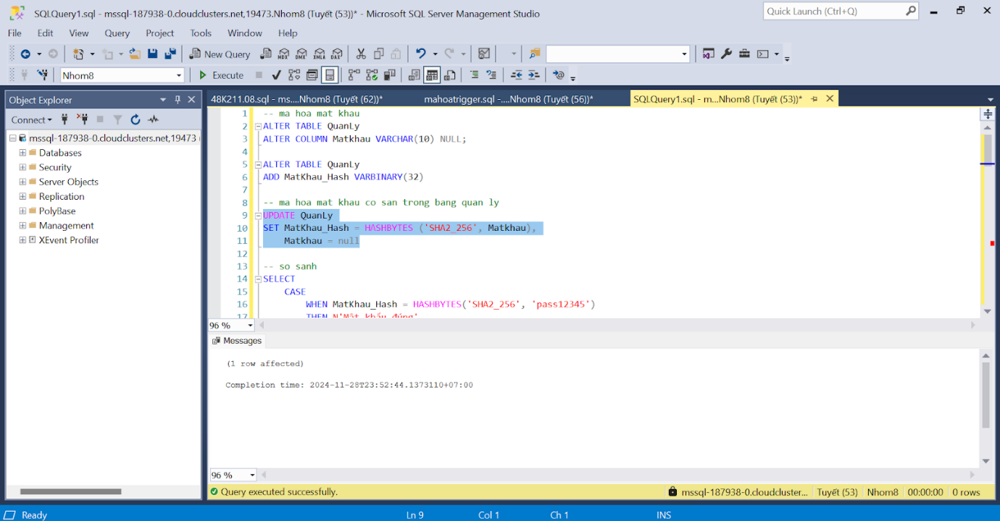 SQLQuery1.sql - mssql-187938-0.cloudclusters.net,19473.Nhom8 (Tuyết (53))* - Microsoft SQL Server Management Studio
Quick Launch (Ctrl+Q)
File Edit View Query Project Tools Window Help
New Query MDX DMX XMLA DAX
Nhom8 Execute
Object Explorer
48K211.08.sql - ms....Nhom8 (Tuyết (62))* mahoatrigger.sql -....Nhom8 (Tuyết (56))* SQLQuery1.sql - m...Nhom8 (Tuyết (53))*
Connect
mssql-187938-0.cloudclusters.net,19473 (
Databases
Security
Server Objects
Replication
PolyBase
Management
XEvent Profiler
1 -- ma hoa mat khau
2 ALTER TABLE QuanLy
3 ALTER COLUMN Matkhau VARCHAR(10) NULL;
4
5 ALTER TABLE QuanLy
6 ADD MatKhau_Hash VARBINARY(32)
7
8 -- ma hoa mat khau co san trong bang quan ly
9 UPDATE QuanLy
10 SET MatKhau_Hash = HASHBYTES ('SHA2_256', Matkhau),
11 Matkhau = null
12
13 -- so sanh
14 SELECT
15 CASE
16 WHEN MatKhau_Hash = HASHBYTES('SHA2_256', 'pass12345')
17 THEN N'Mật khẩu đúng'
96 %
Messages
(1 row affected)
Completion time: 2024-11-28T23:52:44.1373110+07:00
96 %
Query executed successfully. mssql-187938-0.cloudcluster... Tuyết (53) Nhom8 00:00:00 0 rows
Ready Ln 9 Col 1 Ch 1 INS